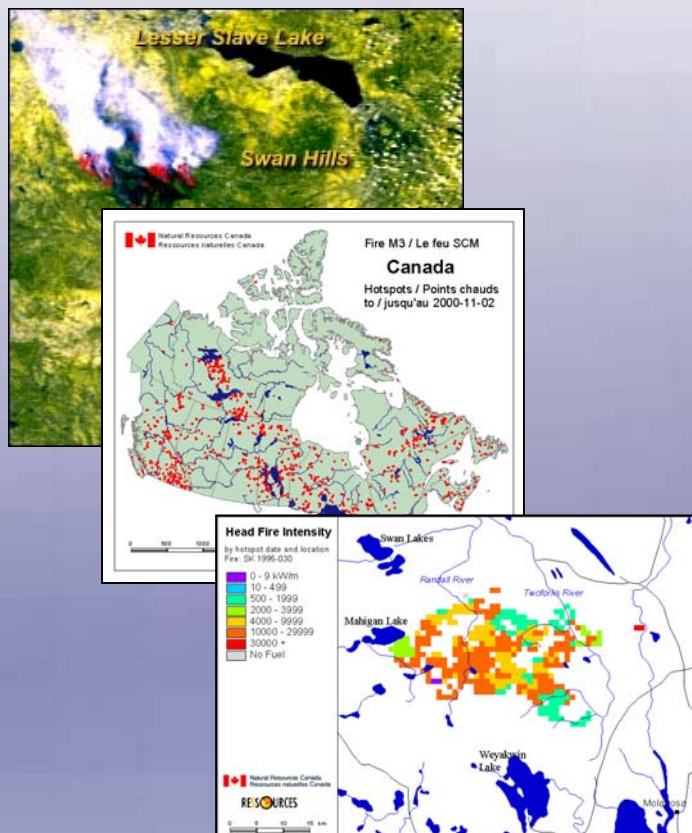 Lesser Slave Lake
Swan Hills
Natural Resources Canada
Ressources naturelles Canada
Fire M3 / Le feu SCM
Canada
Hotspots / Points chauds
to / jusqu'au 2000-11-02
500
1000
Head Fire Intensity
by hotspot date and location
Fire: SK 1995-030
0 - 9 kW/m
10 - 499
500 - 1999
2000 - 3999
4000 - 9999
10000 - 29999
30000 +
No Fuel
Swan Lakes
Randall River
Twoforks River
Mahigan Lake
Weyakwin
Lake
Molanosa
Natural Resources Canada
Ressources naturelles Canada
RESSOURCES
0 5 10 15 km